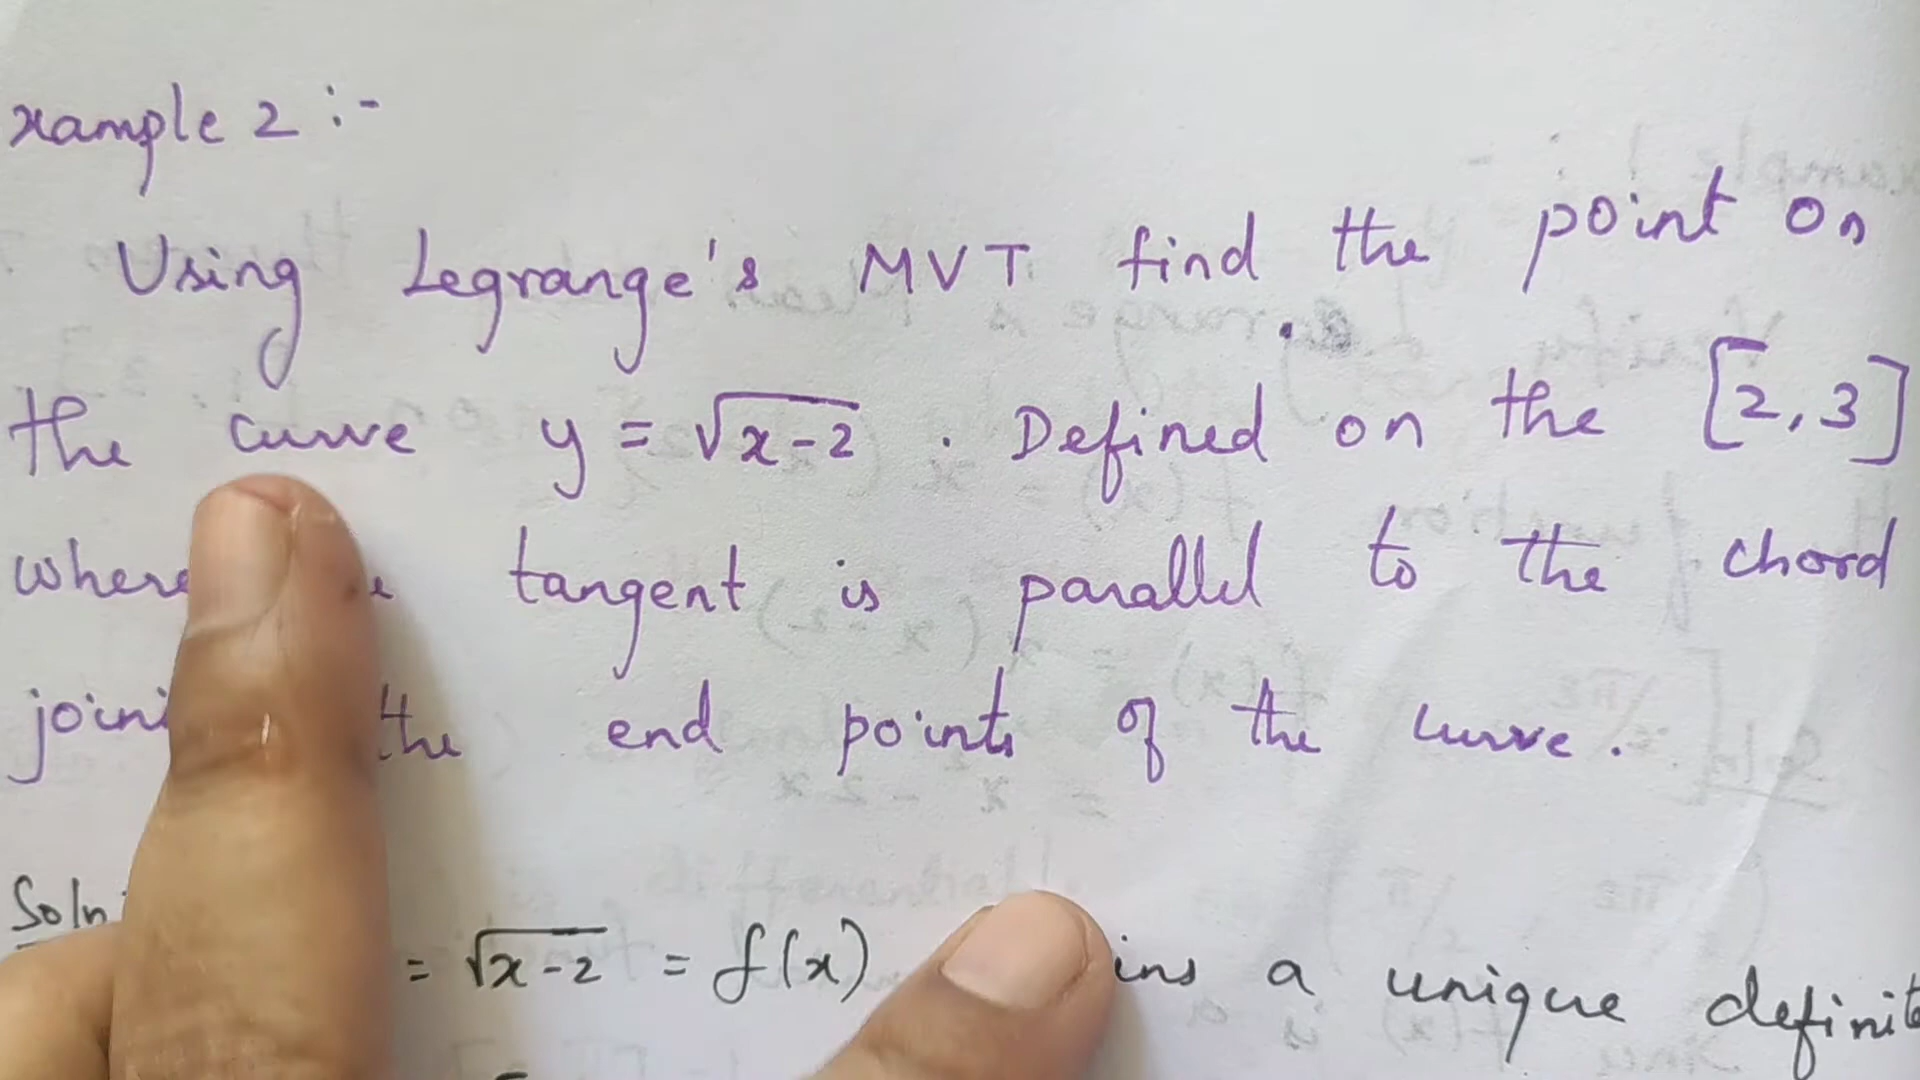 xample 2 :-
Using Legrange's MVT find the point on
the curve y = √x-2 . Defined on the [2,3]
where tangent is parallel to the chord
joini the end points of the curve.
Soln
= √x-2 = f(x) ins a unique definit